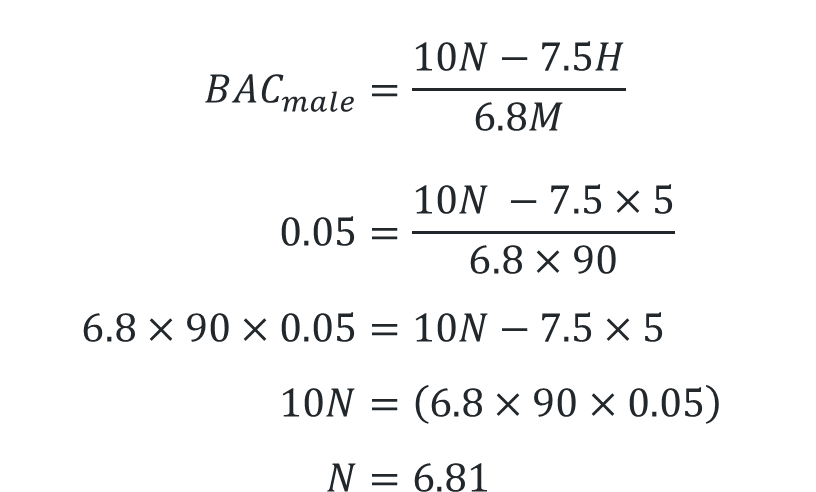 BAC_male = (10N − 7.5H) / (6.8M)
0.05 = (10N − 7.5 × 5) / (6.8 × 90)
6.8 × 90 × 0.05 = 10N − 7.5 × 5
10N = (6.8 × 90 × 0.05)
N = 6.81